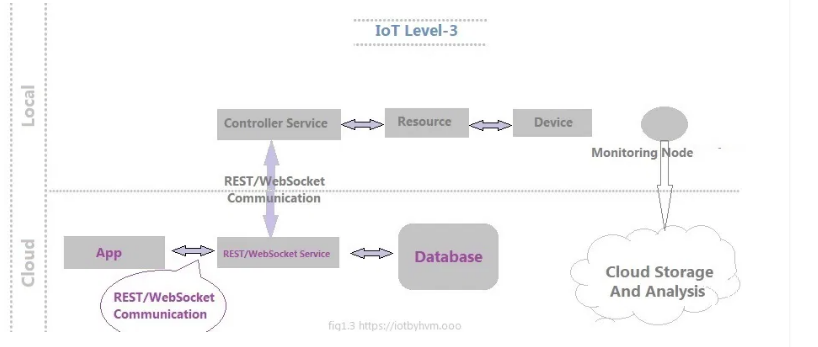 IoT Level-3
Local
Controller Service
Resource
Device
Monitoring Node
REST/WebSocket
Communication
Cloud
App
REST/WebSocket Service
Database
Cloud Storage
And Analysis
REST/WebSocket
Communication
fig1.3 https://iotbyhvm.ooo